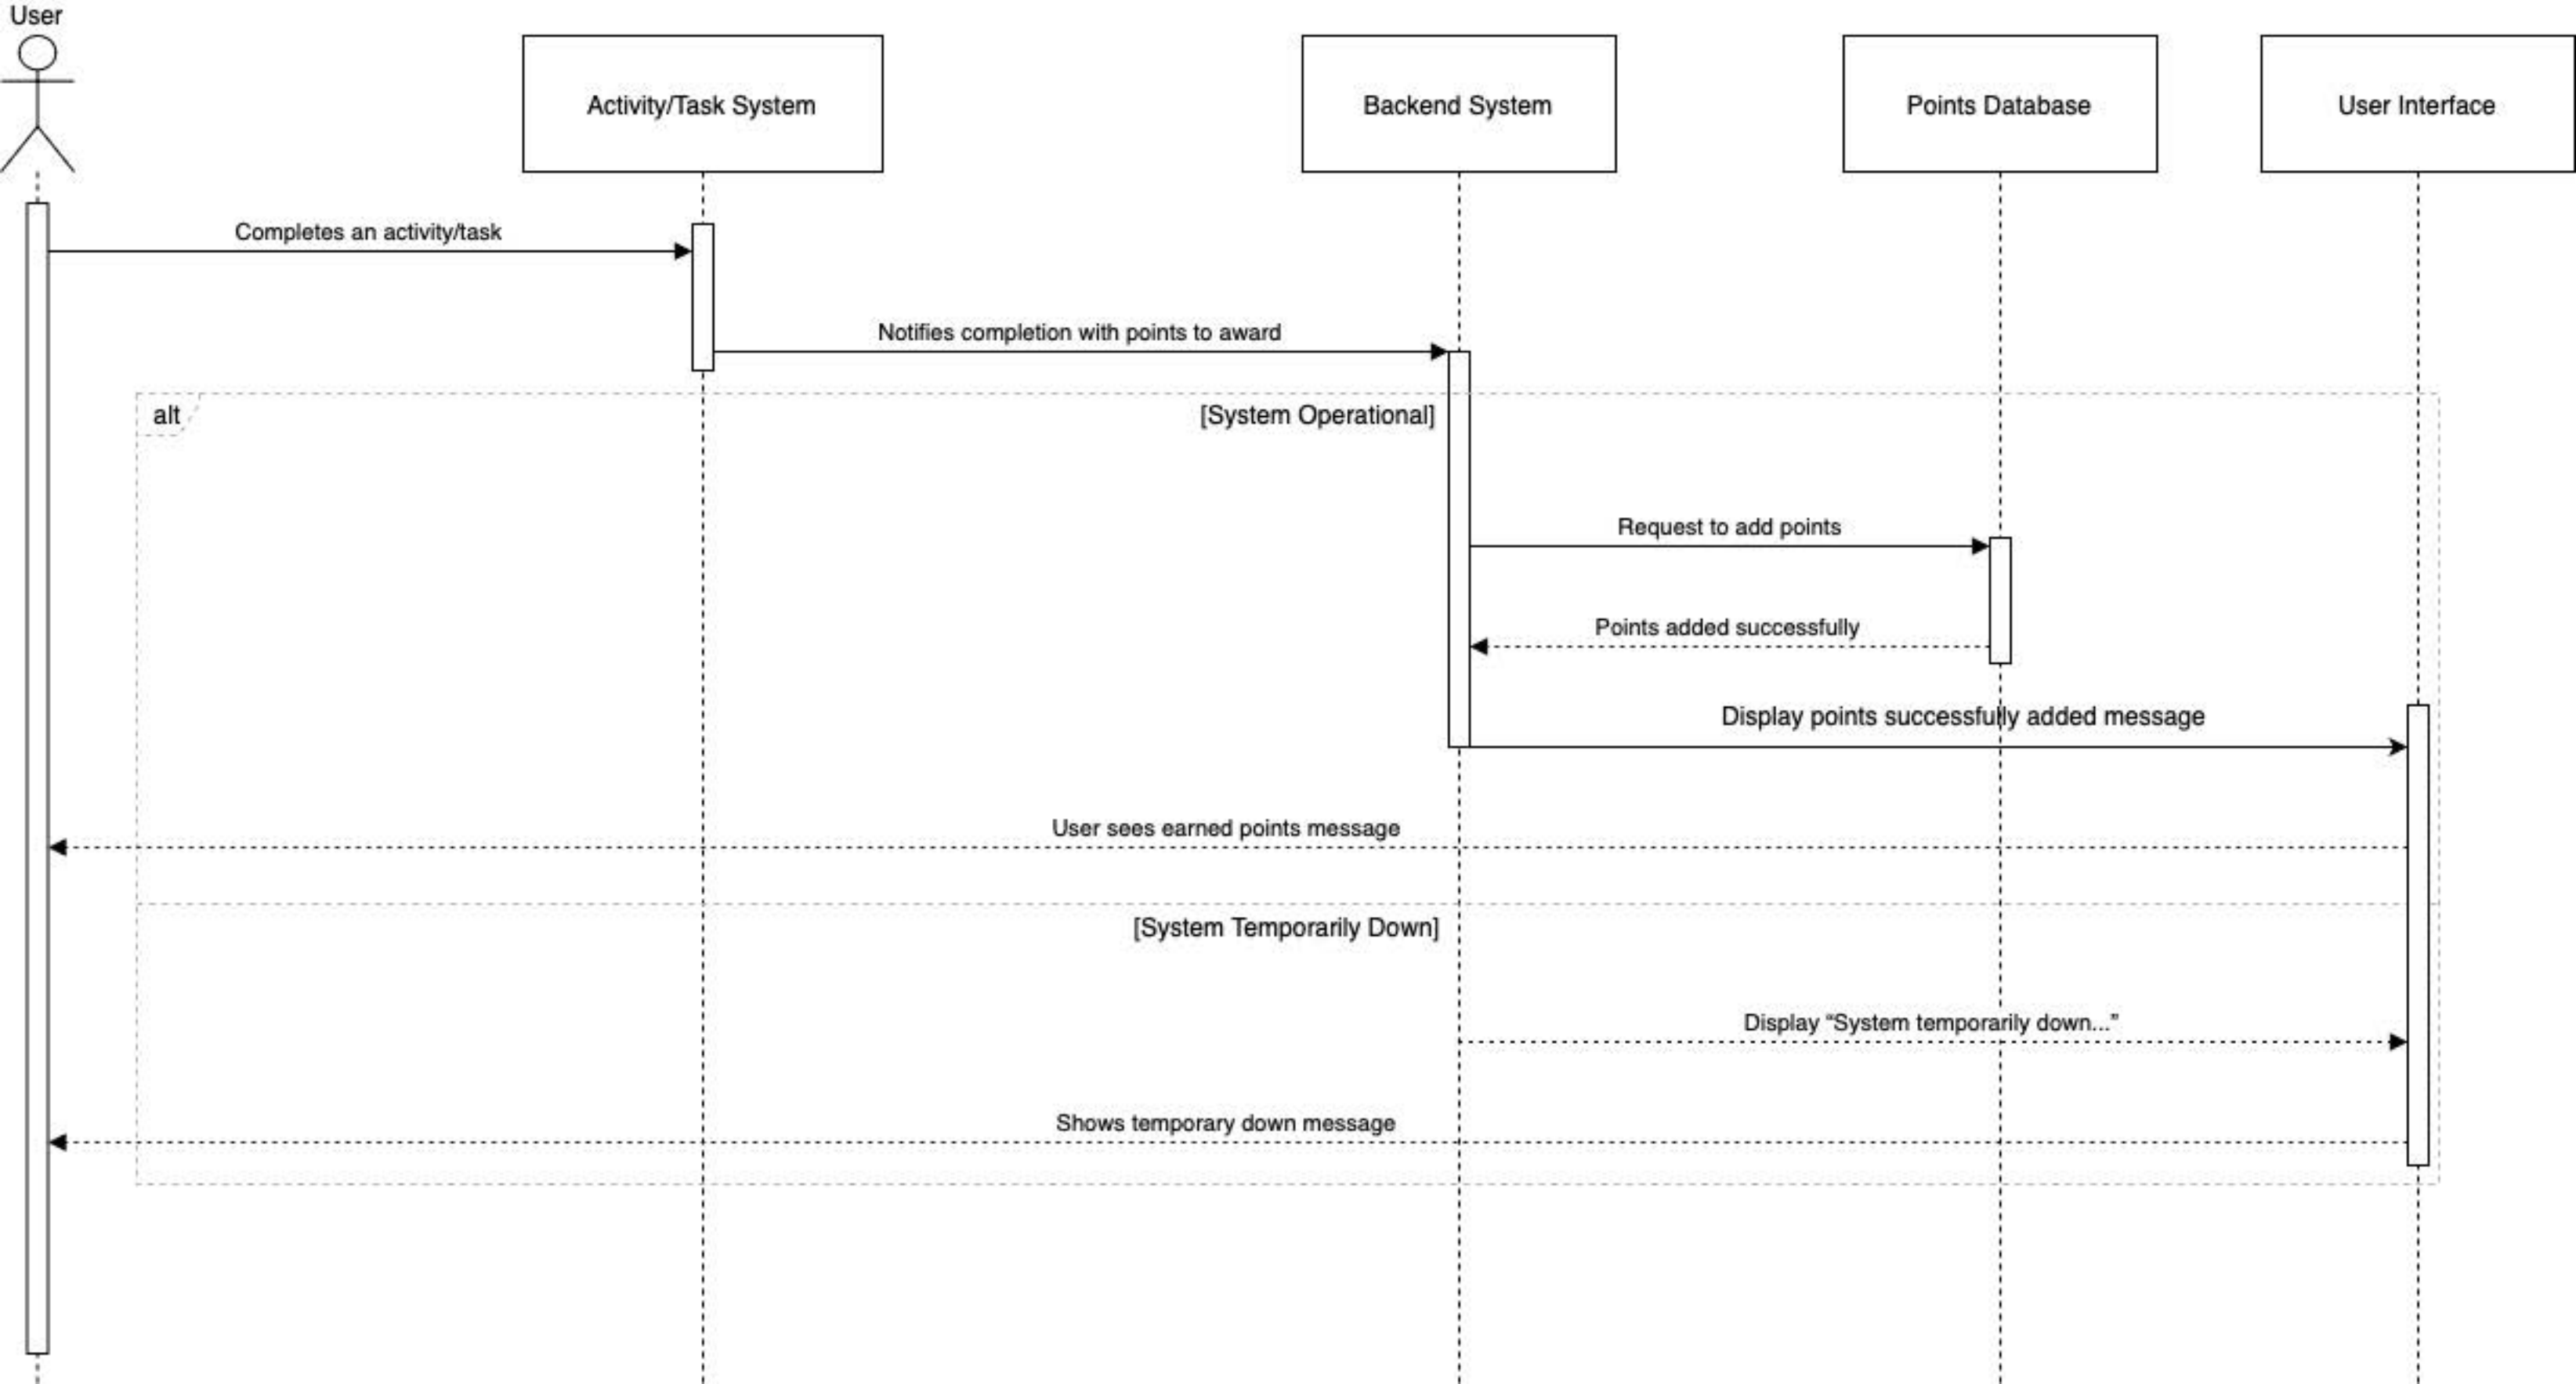 User
Activity/Task System
Backend System
Points Database
User Interface
Completes an activity/task
Notifies completion with points to award
alt
[System Operational]
Request to add points
Points added successfully
Display points successfully added message
User sees earned points message
[System Temporarily Down]
Display “System temporarily down...”
Shows temporary down message